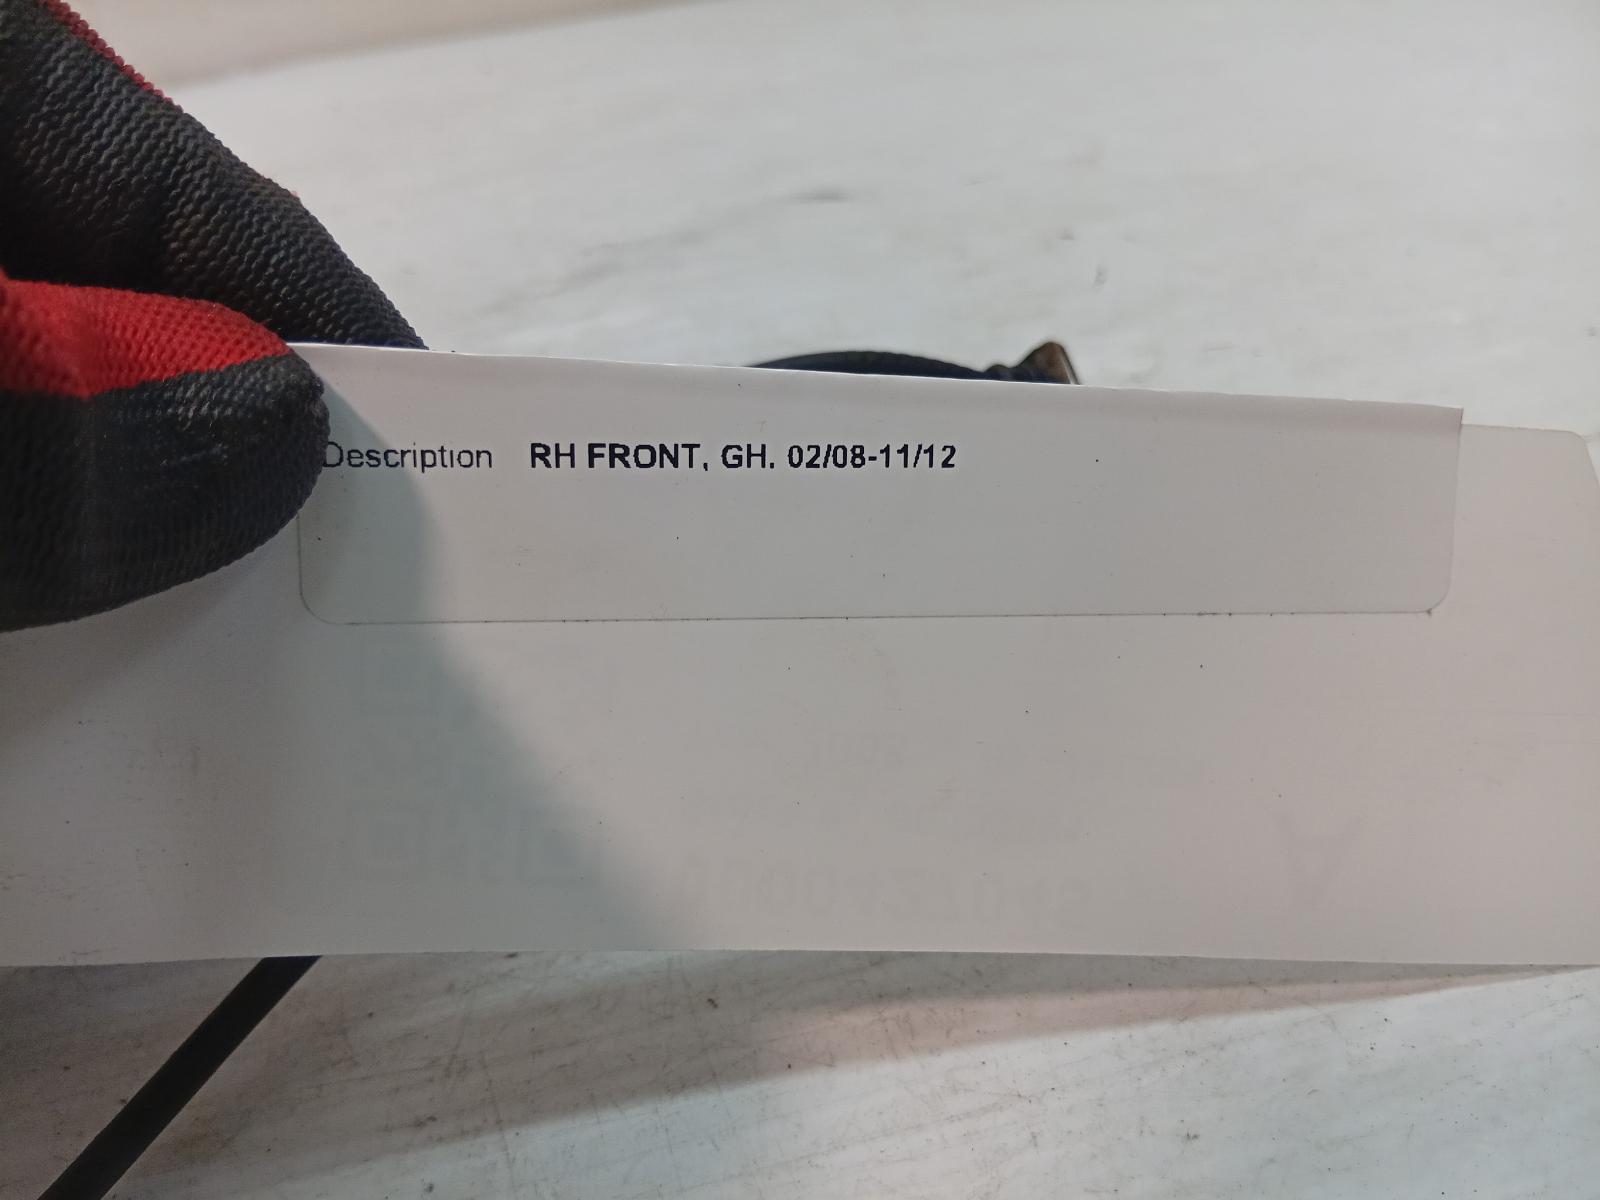 Description RH FRONT, GH, 02/08-11/12